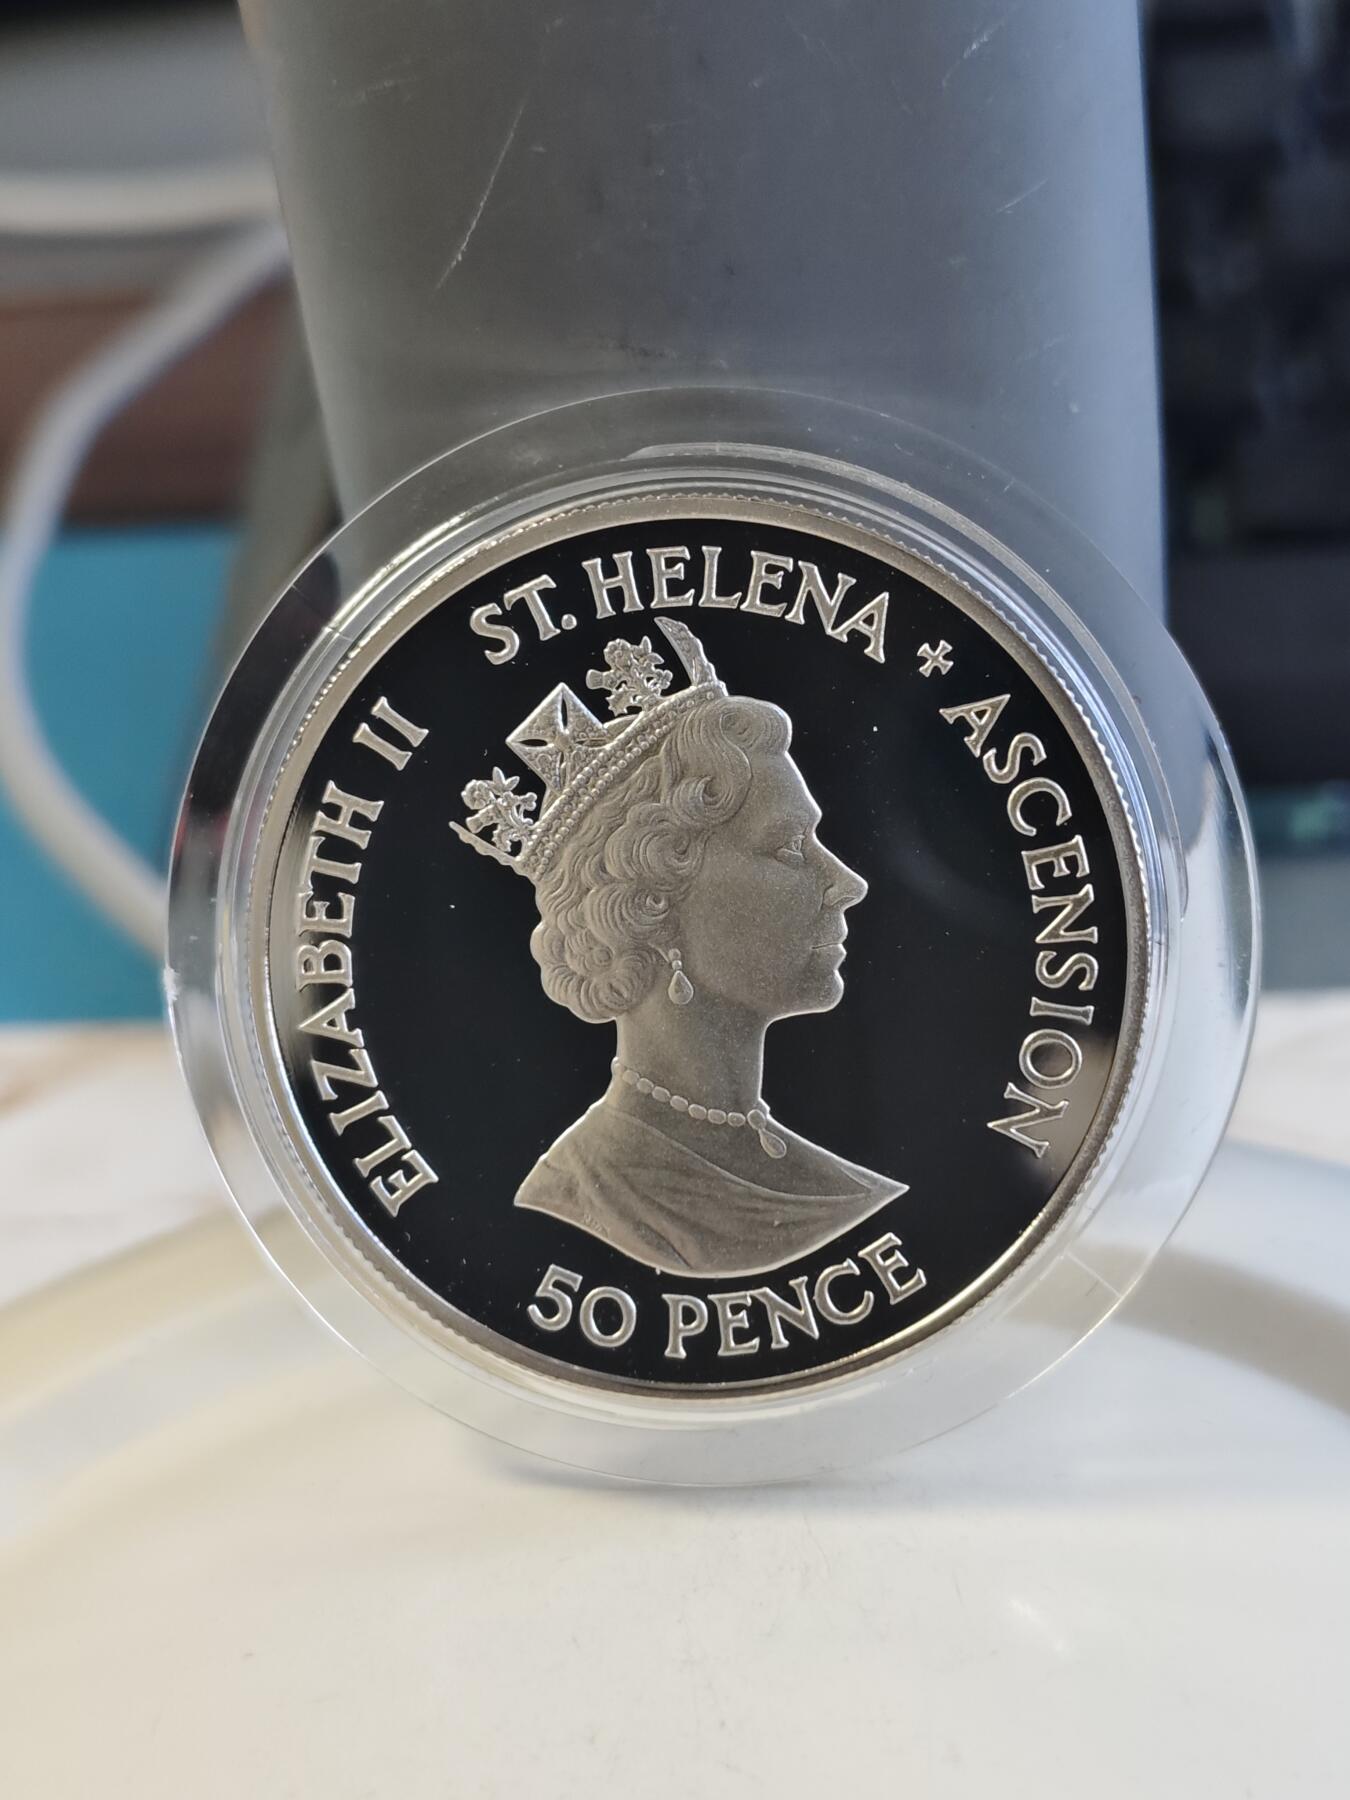 ELIZABETH II
ST. HELENA
ASCENSION
50 PENCE